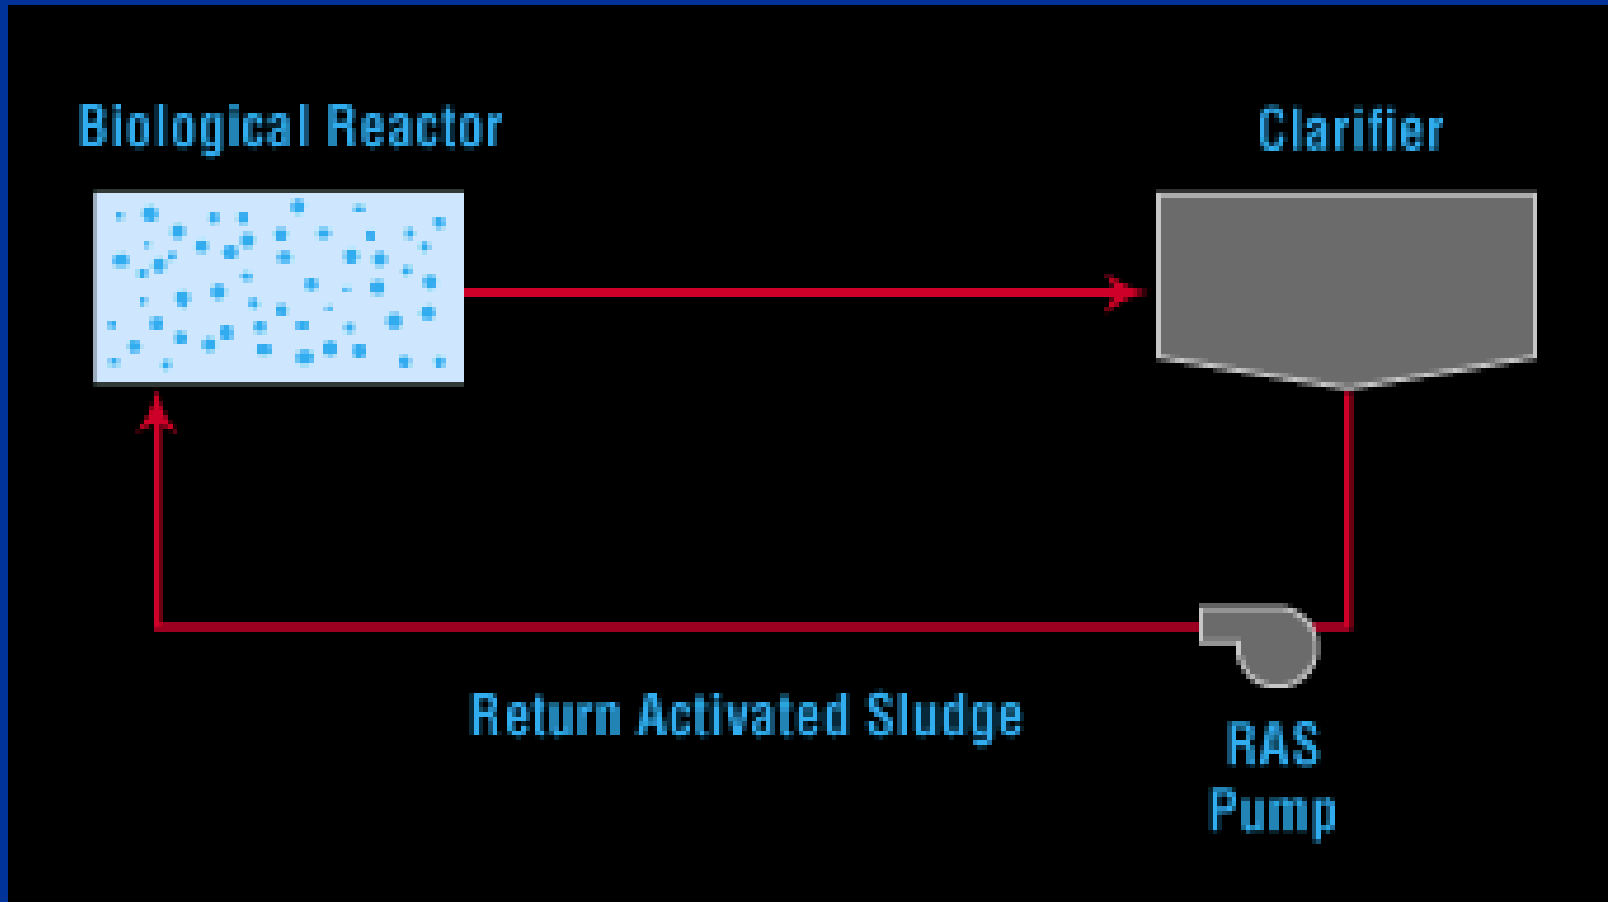 Biological Reactor
Clarifier
Return Activated Sludge
RAS
Pump